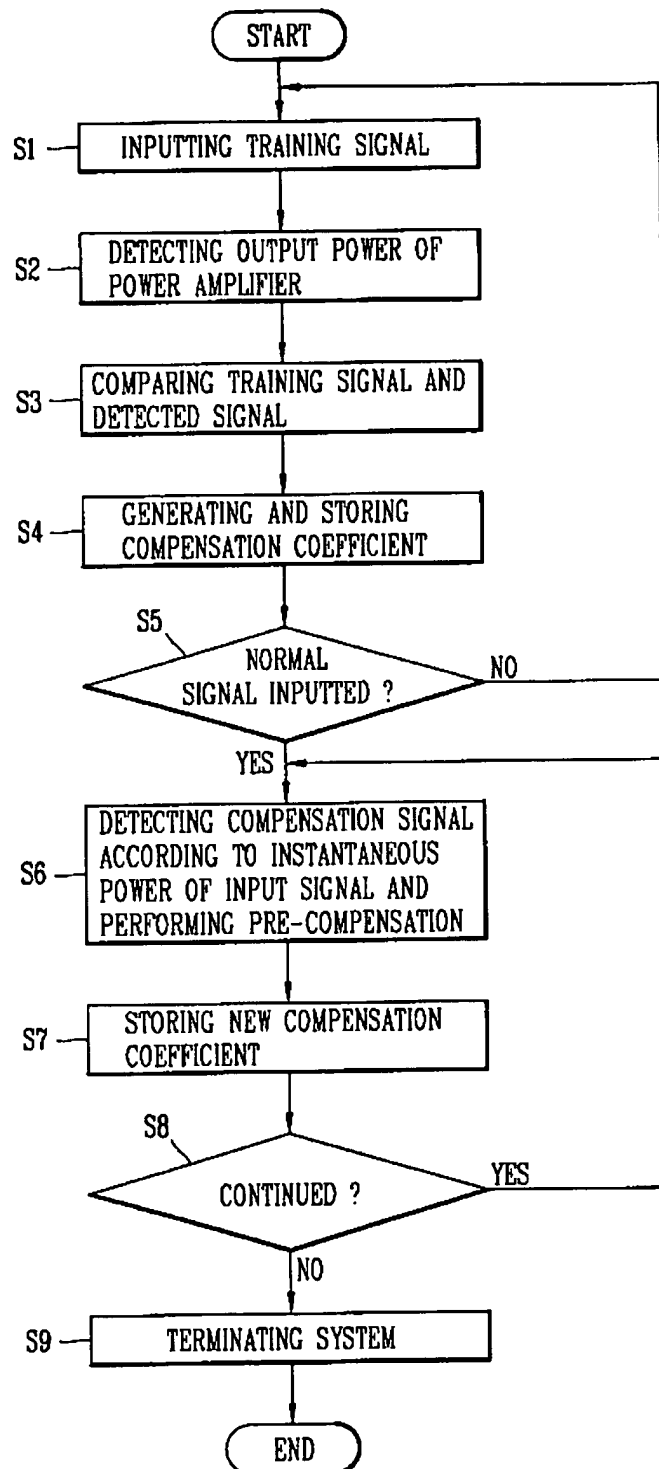 START
S1
INPUTTING TRAINING SIGNAL
S2
DETECTING OUTPUT POWER OF
POWER AMPLIFIER
S3
COMPARING TRAINING SIGNAL AND
DETECTED SIGNAL
S4
GENERATING AND STORING
COMPENSATION COEFFICIENT
S5
NORMAL
SIGNAL INPUTTED ?
NO
YES
S6
DETECTING COMPENSATION SIGNAL
ACCORDING TO INSTANTANEOUS
POWER OF INPUT SIGNAL AND
PERFORMING PRE-COMPENSATION
S7
STORING NEW COMPENSATION
COEFFICIENT
S8
CONTINUED ?
YES
NO
S9
TERMINATING SYSTEM
END